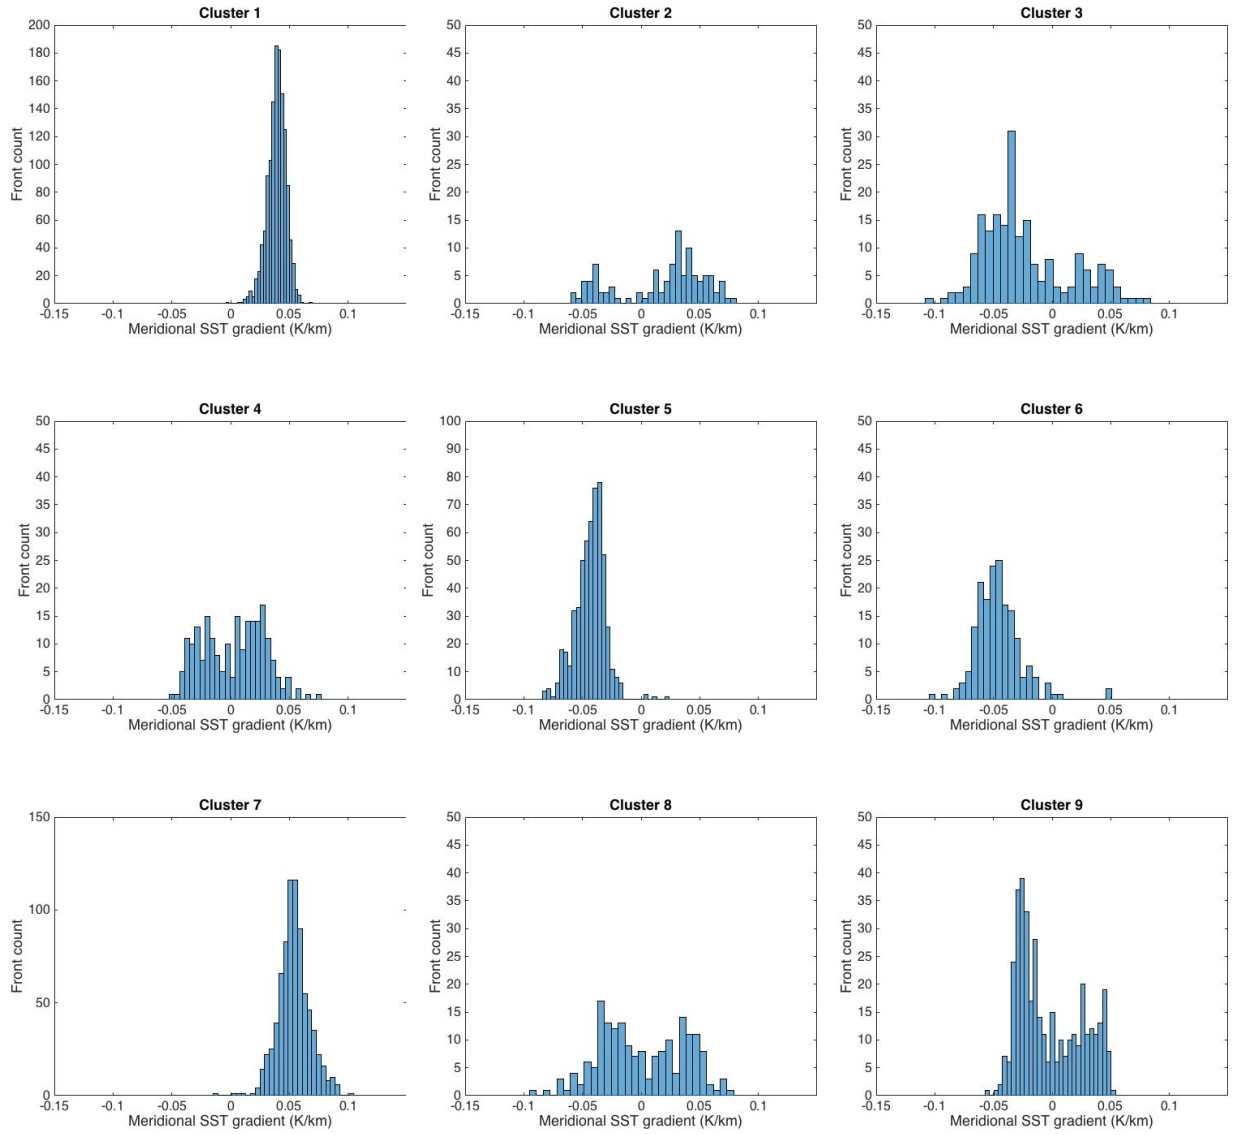 Cluster 1
200
180
160
140
120
100
80
60
40
20
0
Front count
-0.15 -0.1 -0.05 0 0.05 0.1
Meridional SST gradient (K/km)
Cluster 2
50
45
40
35
30
25
20
15
10
5
0
Front count
-0.15 -0.1 -0.05 0 0.05 0.1
Meridional SST gradient (K/km)
Cluster 3
50
45
40
35
30
25
20
15
10
5
0
Front count
-0.15 -0.1 -0.05 0 0.05 0.1
Meridional SST gradient (K/km)
Cluster 4
50
45
40
35
30
25
20
15
10
5
0
Front count
-0.15 -0.1 -0.05 0 0.05 0.1
Meridional SST gradient (K/km)
Cluster 5
100
90
80
70
60
50
40
30
20
10
0
Front count
-0.15 -0.1 -0.05 0 0.05 0.1
Meridional SST gradient (K/km)
Cluster 6
50
45
40
35
30
25
20
15
10
5
0
Front count
-0.15 -0.1 -0.05 0 0.05 0.1
Meridional SST gradient (K/km)
Cluster 7
150
100
50
0
Front count
-0.15 -0.1 -0.05 0 0.05 0.1
Meridional SST gradient (K/km)
Cluster 8
50
45
40
35
30
25
20
15
10
5
0
Front count
-0.15 -0.1 -0.05 0 0.05 0.1
Meridional SST gradient (K/km)
Cluster 9
50
45
40
35
30
25
20
15
10
5
0
Front count
-0.15 -0.1 -0.05 0 0.05 0.1
Meridional SST gradient (K/km)